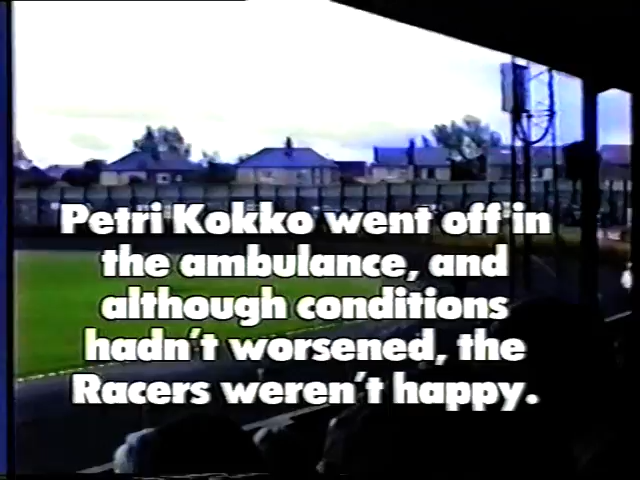 Petri Kokko went off in
the ambulance, and
although conditions
hadn't worsened, the
Racers weren't happy.